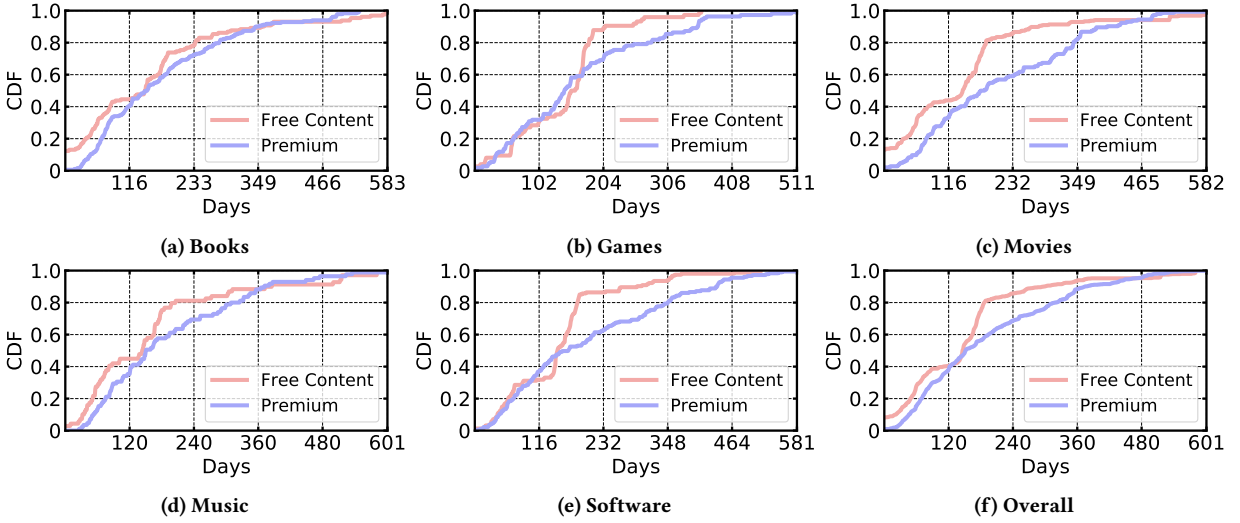 1.0
0.8
0.6
0.4
0.2
0
CDF
Free Content
Premium
116 233 349 466 583
Days
(a) Books
1.0
0.8
0.6
0.4
0.2
0
CDF
Free Content
Premium
102 204 306 408 511
Days
(b) Games
1.0
0.8
0.6
0.4
0.2
0
CDF
Free Content
Premium
116 232 349 465 582
Days
(c) Movies
1.0
0.8
0.6
0.4
0.2
0
CDF
Free Content
Premium
120 240 360 480 601
Days
(d) Music
1.0
0.8
0.6
0.4
0.2
0
CDF
Free Content
Premium
116 232 348 464 581
Days
(e) Software
1.0
0.8
0.6
0.4
0.2
0
CDF
Free Content
Premium
120 240 360 480 601
Days
(f) Overall